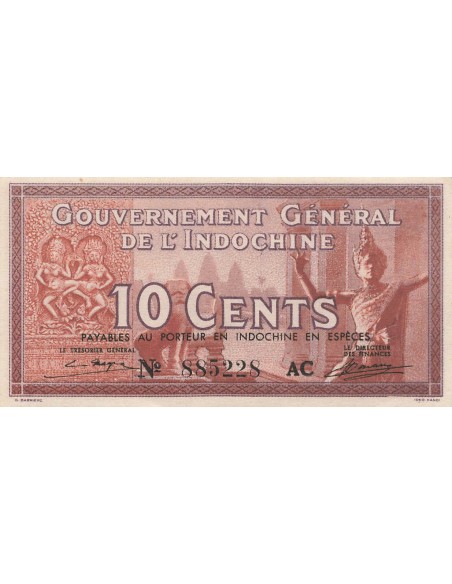 GOUVERNEMENT GÉNÉRAL
DE L'INDOCHINE
10 CENTS
PAYABLES AU PORTEUR EN INDOCHINE EN ESPÈCES
LE TRÉSORIER GÉNÉRAL
LE DIRECTEUR
DES FINANCES
Nº 885228 AC